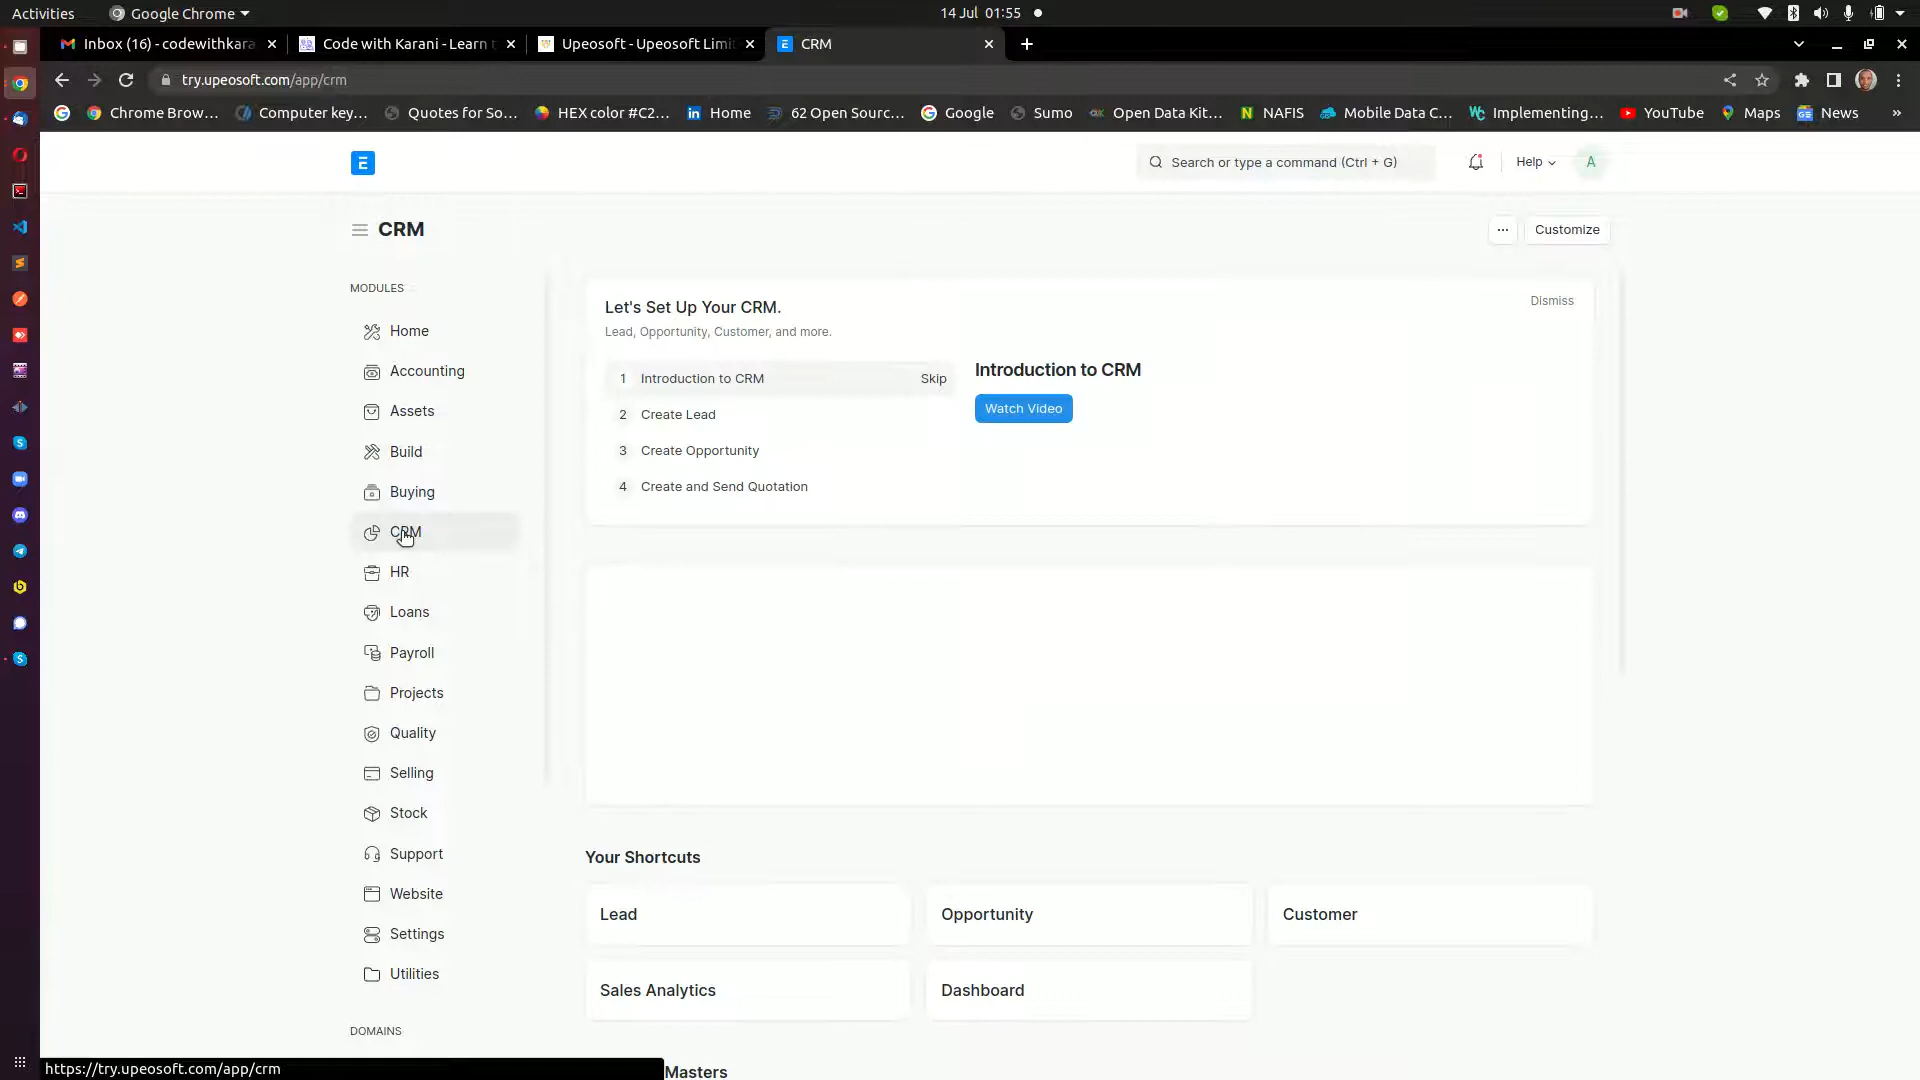 Activities
Google Chrome
14 Jul 01:55
Inbox (16) - codewithkara
Code with Karani - Learn t
Upeosoft - Upeosoft Limit
CRM
try.upeosoft.com/app/crm
Chrome Brow...
Computer key...
Quotes for So...
HEX color #C2...
Home
62 Open Sourc...
Google
Sumo
Open Data Kit...
NAFIS
Mobile Data C...
Implementing...
YouTube
Maps
News
»
E
Search or type a command (Ctrl + G)
Help
A
CRM
...
Customize
MODULES
Home
Accounting
Assets
Build
Buying
CRM
HR
Loans
Payroll
Projects
Quality
Selling
Stock
Support
Website
Settings
Utilities
DOMAINS
Let's Set Up Your CRM.
Dismiss
Lead, Opportunity, Customer, and more.
1 Introduction to CRM Skip
2 Create Lead
3 Create Opportunity
4 Create and Send Quotation
Introduction to CRM
Watch Video
Your Shortcuts
Lead
Opportunity
Customer
Sales Analytics
Dashboard
Masters
https://try.upeosoft.com/app/crm